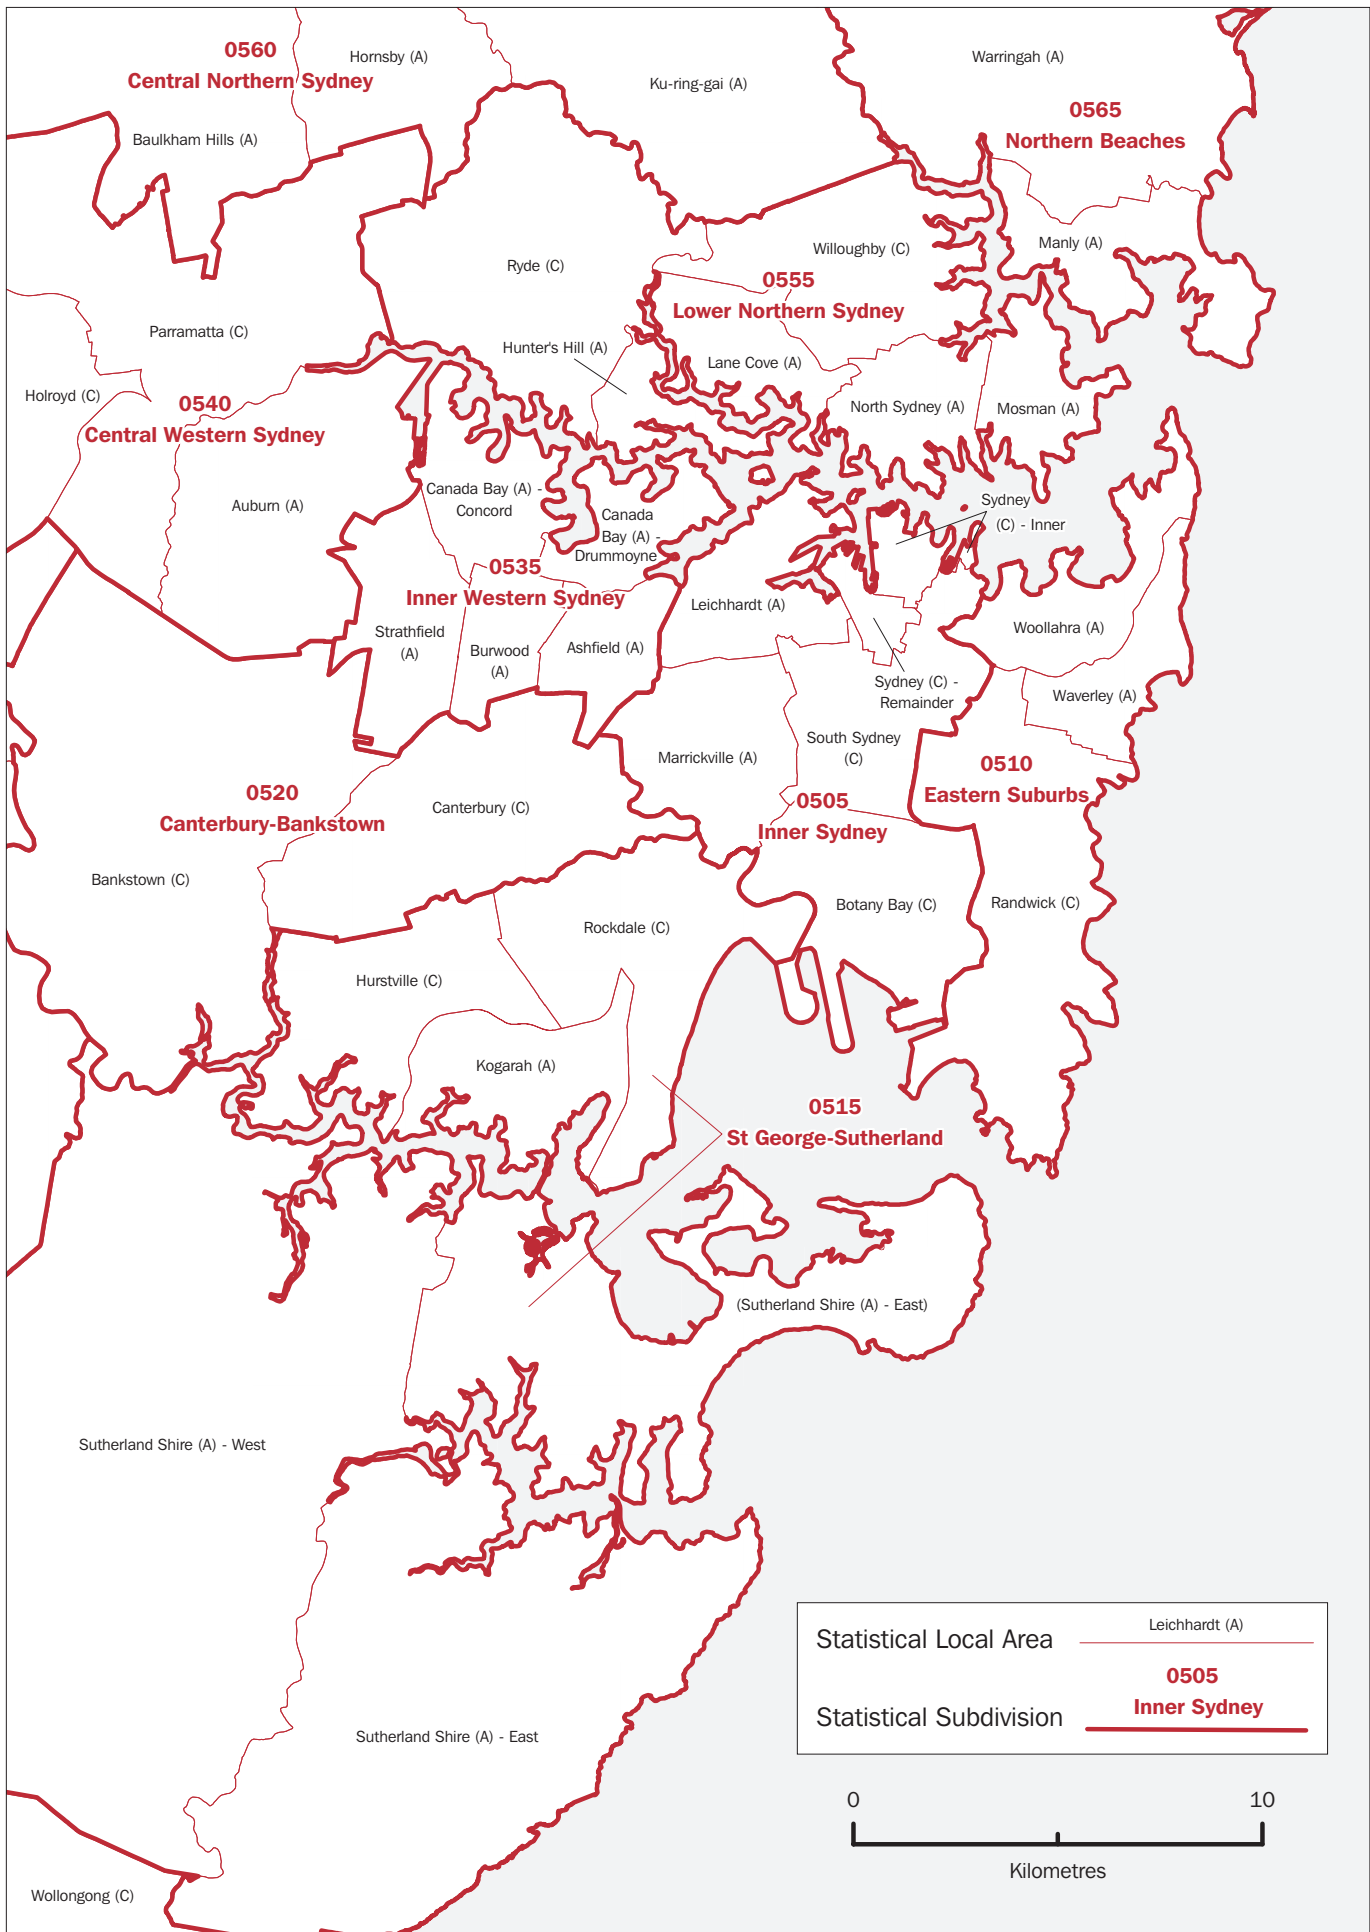 0560
Central Northern Sydney
Hornsby (A)
Ku-ring-gai (A)
Warringah (A)
0565
Northern Beaches
Baulkham Hills (A)
Manly (A)
Willoughby (C)
Ryde (C)
0555
Lower Northern Sydney
Parramatta (C)
Hunter's Hill (A)
Lane Cove (A)
Holroyd (C)
0540
Central Western Sydney
North Sydney (A)
Mosman (A)
Auburn (A)
Canada Bay (A) -
Concord
Canada
Bay (A) -
Drummoyne
Sydney
(C) - Inner
0535
Inner Western Sydney
Leichhardt (A)
Woollahra (A)
Strathfield
(A)
Burwood
(A)
Ashfield (A)
Sydney (C) -
Remainder
Waverley (A)
Marrickville (A)
South Sydney
(C)
0510
Eastern Suburbs
0520
Canterbury-Bankstown
Canterbury (C)
0505
Inner Sydney
Bankstown (C)
Botany Bay (C)
Randwick (C)
Rockdale (C)
Hurstville (C)
Kogarah (A)
0515
St George-Sutherland
(Sutherland Shire (A) - East)
Sutherland Shire (A) - West
Sutherland Shire (A) - East
Wollongong (C)
Statistical Local Area
Leichhardt (A)
Statistical Subdivision
0505
Inner Sydney
0
10
Kilometres